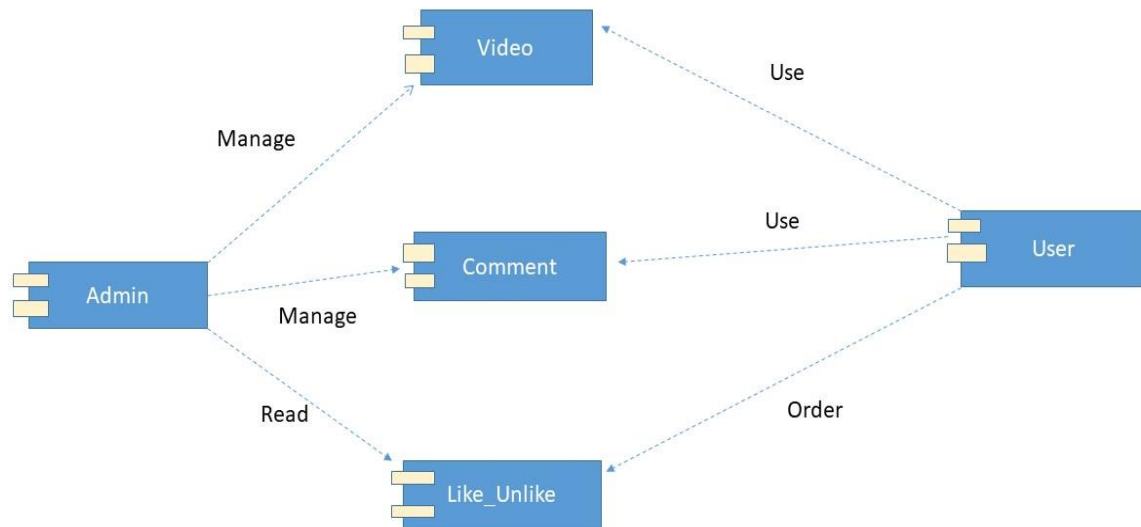 Video
Use
Manage
Use
User
Comment
Admin
Manage
Read
Order
Like_Unlike